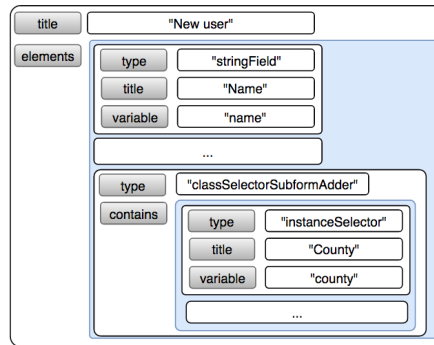 title "New user"
elements
type "stringField"
title "Name"
variable "name"
...
type "classSelectorSubformAdder"
contains
type "instanceSelector"
title "County"
variable "county"
...